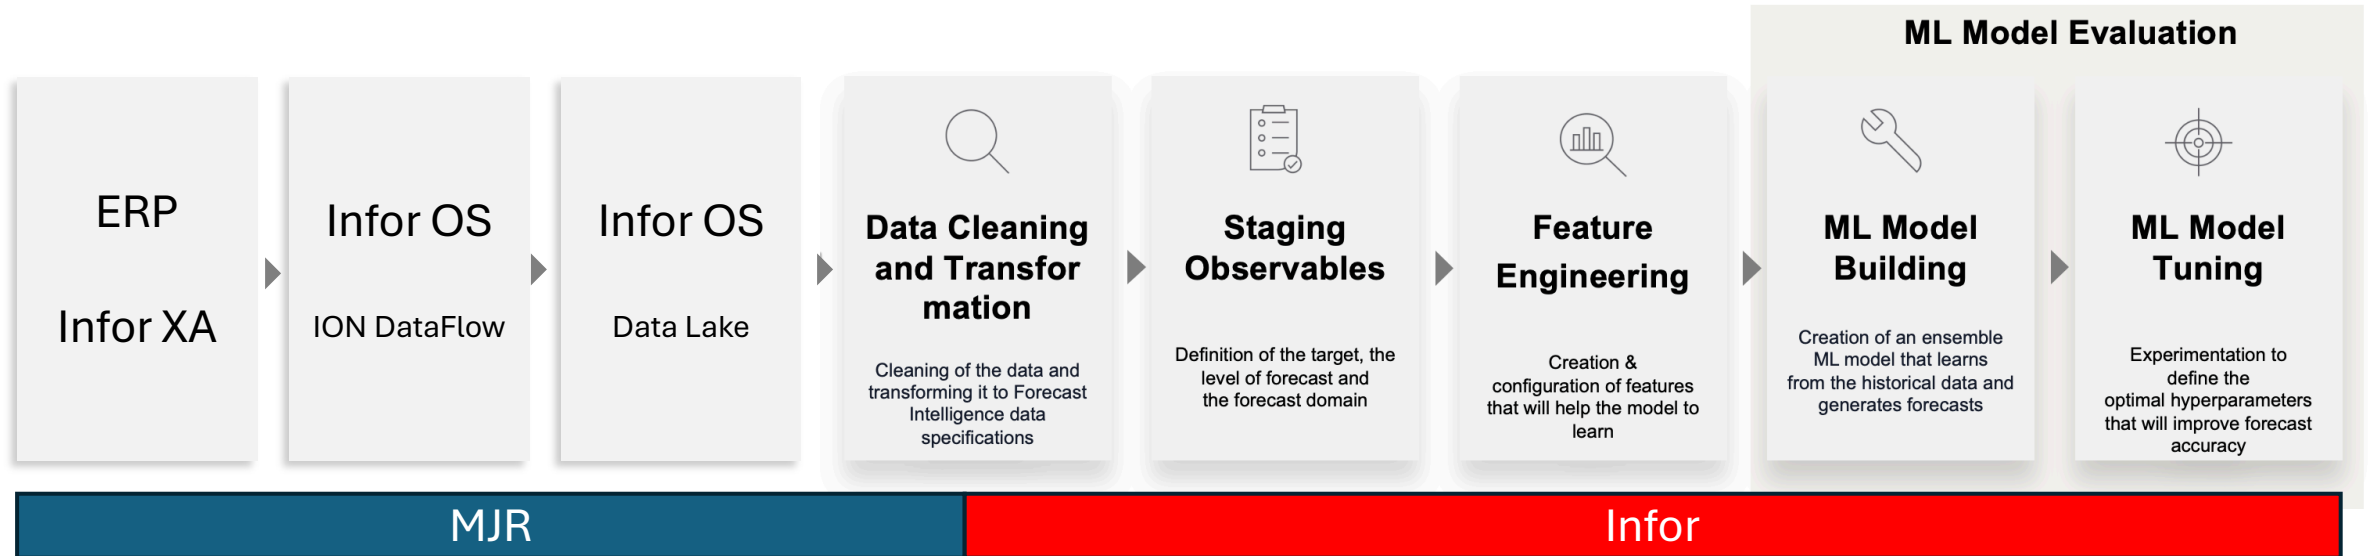 ML Model Evaluation
ERP
Infor XA
Infor OS
ION DataFlow
Infor OS
Data Lake
Data Cleaning
and Transfor
mation
Cleaning of the data and
transforming it to Forecast
Intelligence data
specifications
Staging
Observables
Definition of the target, the
level of forecast and
the forecast domain
Feature
Engineering
Creation &
configuration of features
that will help the model to
learn
ML Model
Building
Creation of an ensemble
ML model that learns
from the historical data and
generates forecasts
ML Model
Tuning
Experimentation to
define the
optimal hyperparameters
that will improve forecast
accuracy
MJR
Infor